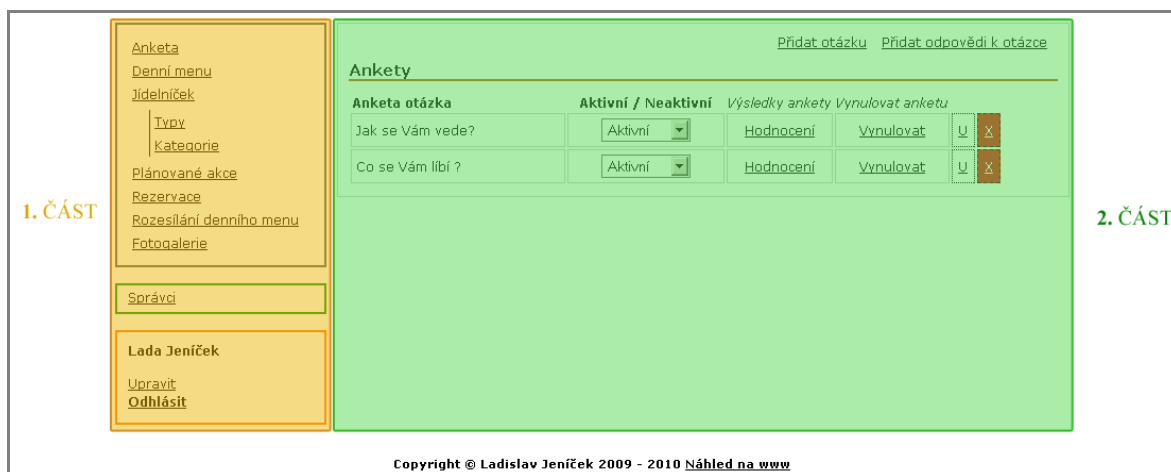 1. ČÁST
Anketa
Denní menu
Jídelníček
Typy
Kategorie
Plánované akce
Rezervace
Rozesílání denního menu
Fotogalerie
Správci
Lada Jeníček
Upravit
Odhlásit
Přidat otázku Přidat odpovědi k otázce
Ankety
Anketa otázka Aktivní / Neaktivní Výsledky ankety Vynulovat anketu
Jak se Vám vede? Aktivní Hodnocení Vynulovat U X
Co se Vám líbí ? Aktivní Hodnocení Vynulovat U X
2. ČÁST
Copyright © Ladislav Jeníček 2009 - 2010 Náhled na www